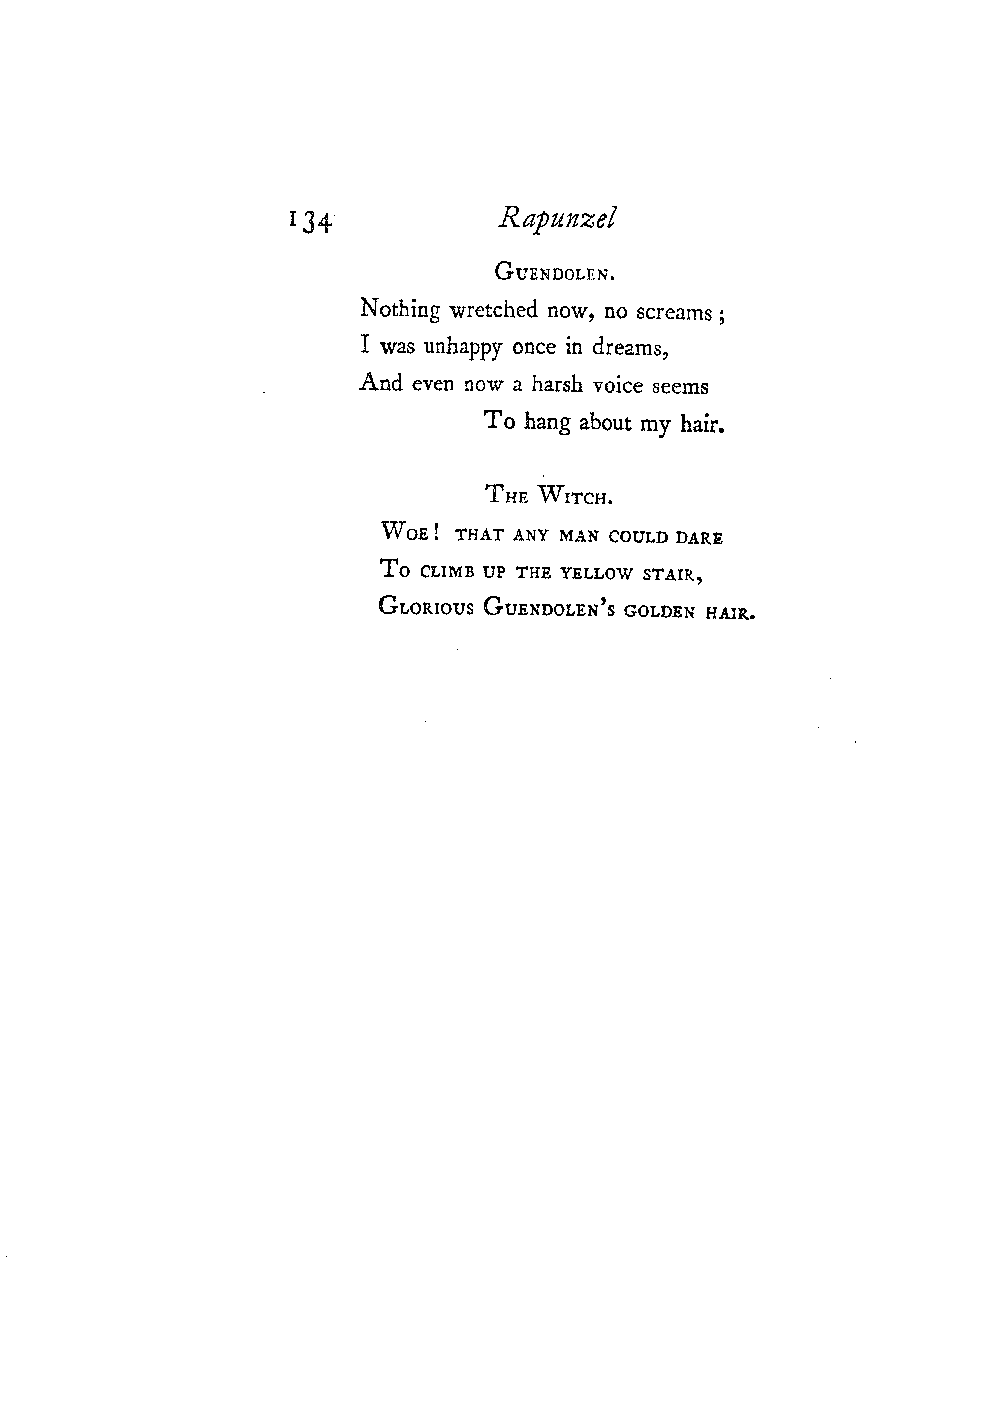 134 Rapunzel
Guendolen.
Nothing wretched now, no screams ;
I was unhappy once in dreams,
And even now a harsh voice seems
To hang about my hair.
The Witch.
Woe! that any man could dare
To climb up the yellow stair,
Glorious Guendolen's golden hair.